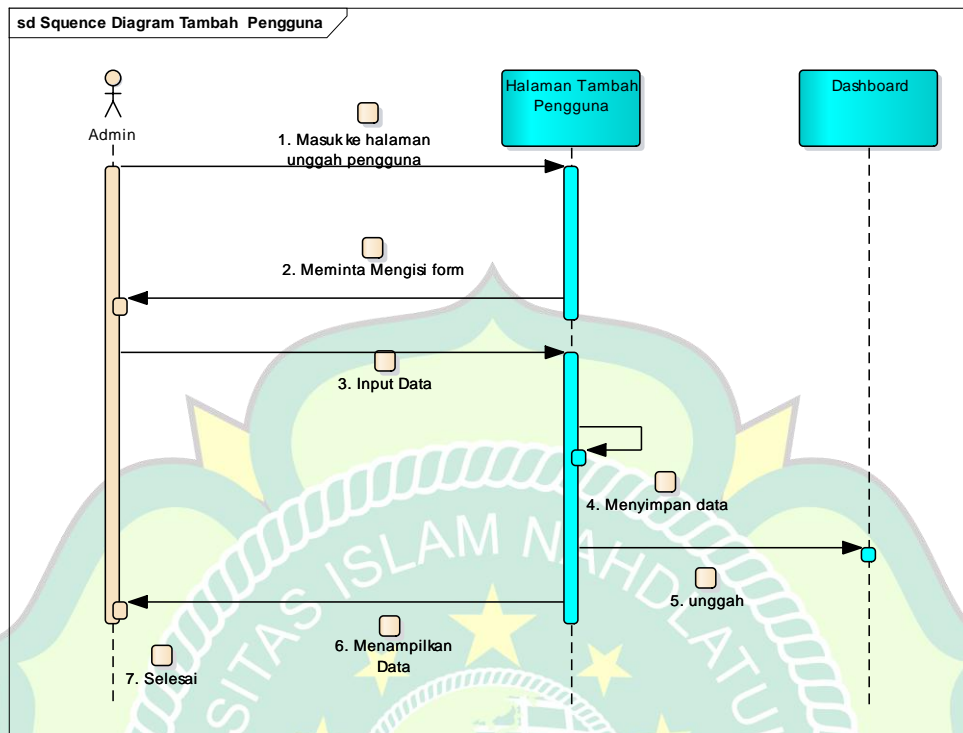 sd Squence Diagram Tambah Pengguna
Admin
Halaman Tambah
Pengguna
Dashboard
1. Masuk ke halaman
unggah pengguna
2. Meminta Mengisi form
3. Input Data
4. Menyimpan data
5. unggah
6. Menampilkan
Data
7. Selesai
SITAS ISLAM NAHDLATU